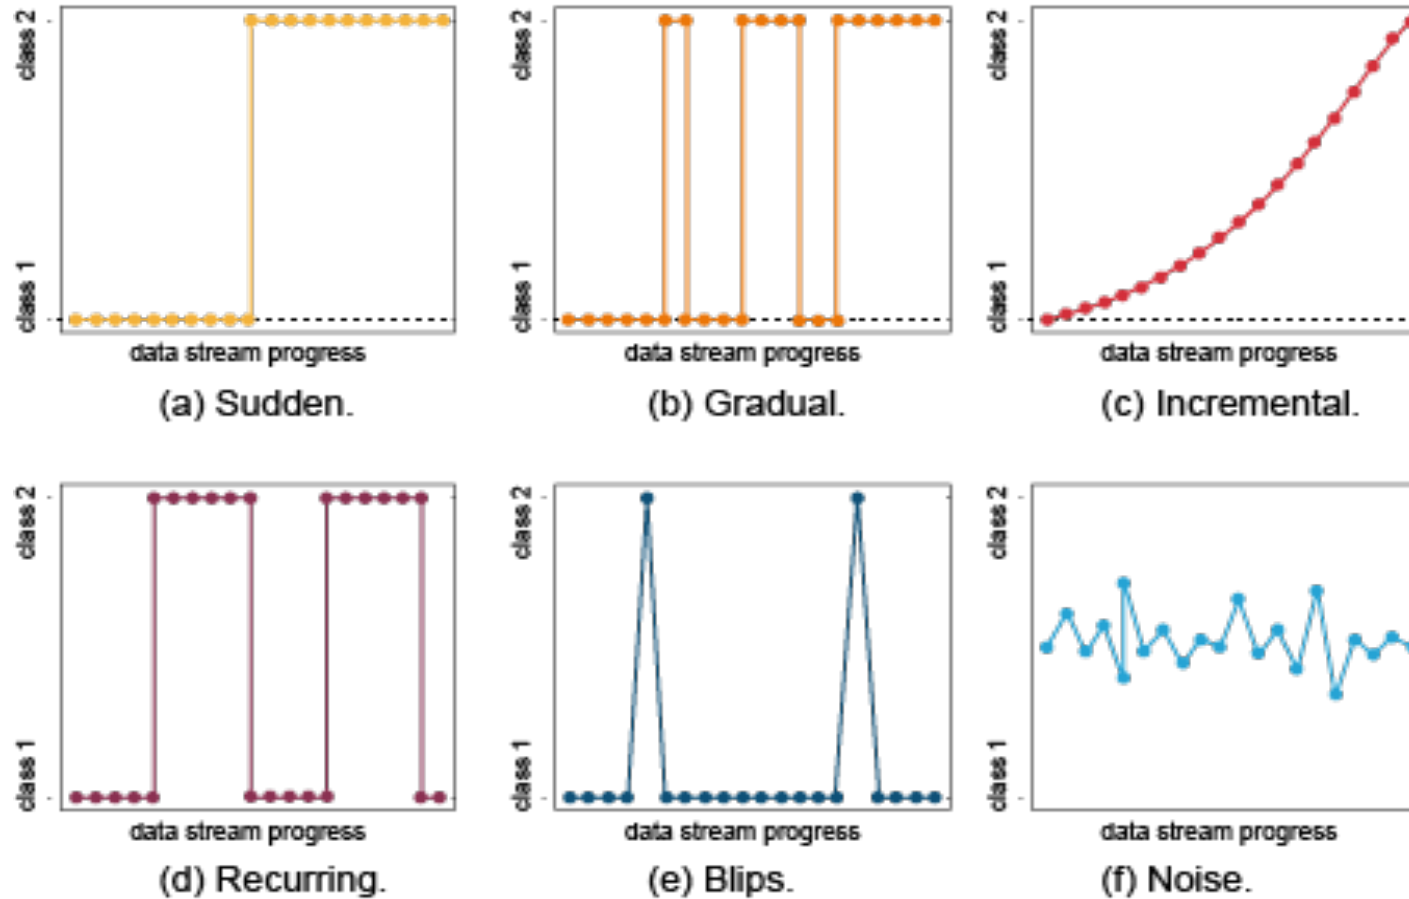 class 2
class 1
data stream progress
(a) Sudden.
class 2
class 1
data stream progress
(b) Gradual.
class 2
class 1
data stream progress
(c) Incremental.
class 2
class 1
data stream progress
(d) Recurring.
class 2
class 1
data stream progress
(e) Blips.
class 2
class 1
data stream progress
(f) Noise.